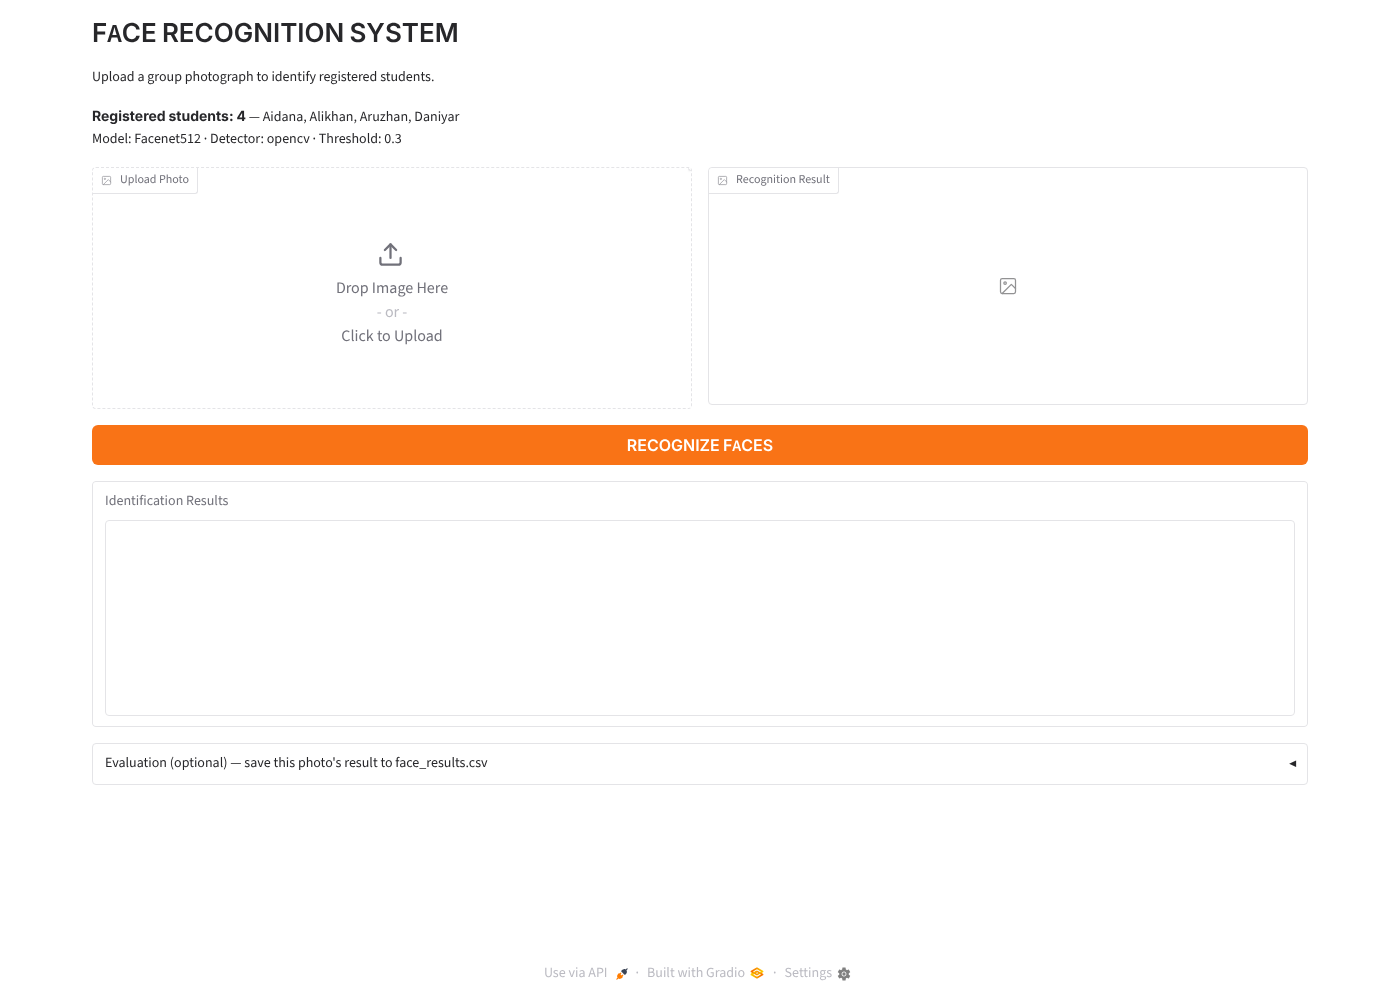 FACE RECOGNITION SYSTEM
Upload a group photograph to identify registered students.
Registered students: 4 — Aidana, Alikhan, Aruzhan, Daniyar
Model: Facenet512 · Detector: opencv · Threshold: 0.3
Upload Photo
Drop Image Here
- or -
Click to Upload
Recognition Result
RECOGNIZE FACES
Identification Results
Evaluation (optional) — save this photo's result to face_results.csv
Use via API · Built with Gradio · Settings